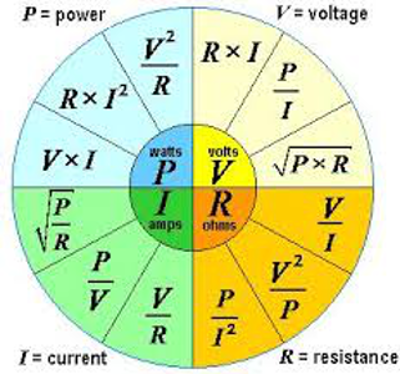 P = power
V = voltage
V²/R
R × I
R × I²
P/I
V × I
√(P × R)
watts
P
volts
V
I
amps
R
ohms
√(P/R)
V/I
P/V
V²/P
V/R
P/I²
I = current
R = resistance